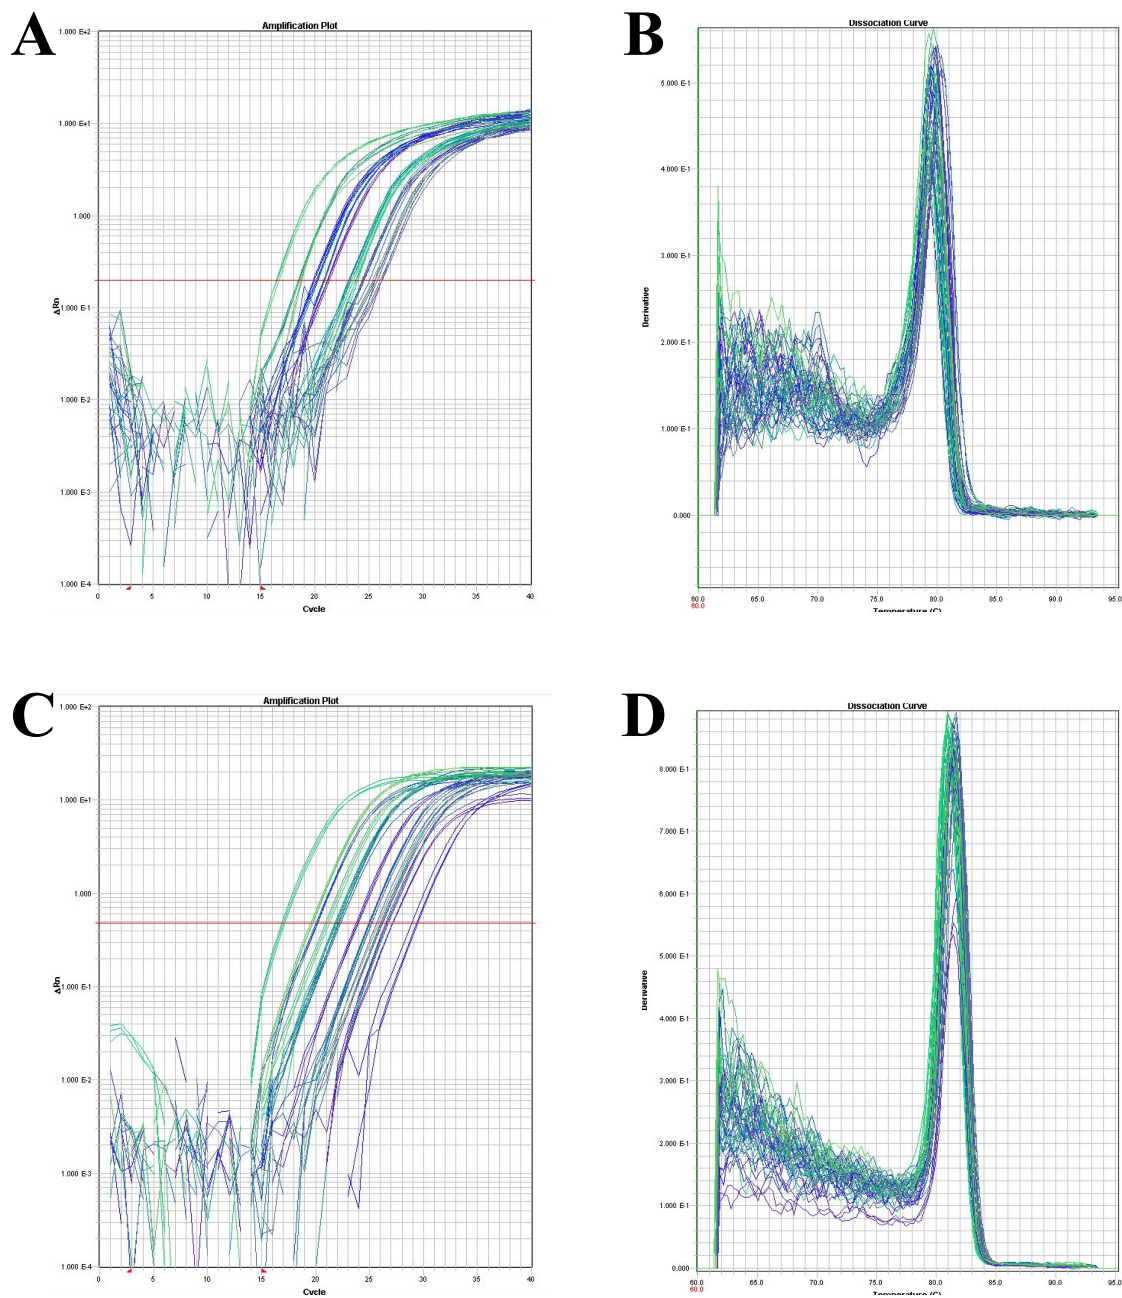 A
Amplification Plot
1.000 E+2
1.000 E+1
1.000
1.000 E-1
1.000 E-2
1.000 E-3
1.000 E-4
ΔRn
0 5 10 15 20 25 30 35 40
Cycle
B
Dissociation Curve
5.000 E-1
4.000 E-1
3.000 E-1
2.000 E-1
1.000 E-1
0.000
Derivative
60.0 65.0 70.0 75.0 80.0 85.0 90.0 95.0
60.0
Temperature (C)
C
Amplification Plot
1.000 E+2
1.000 E+1
1.000
1.000 E-1
1.000 E-2
1.000 E-3
1.000 E-4
ΔRn
0 5 10 15 20 25 30 35 40
Cycle
D
Dissociation Curve
8.000 E-1
7.000 E-1
6.000 E-1
5.000 E-1
4.000 E-1
3.000 E-1
2.000 E-1
1.000 E-1
0.000
Derivative
60.0 65.0 70.0 75.0 80.0 85.0 90.0 95.0
60.0
Temperature (C)